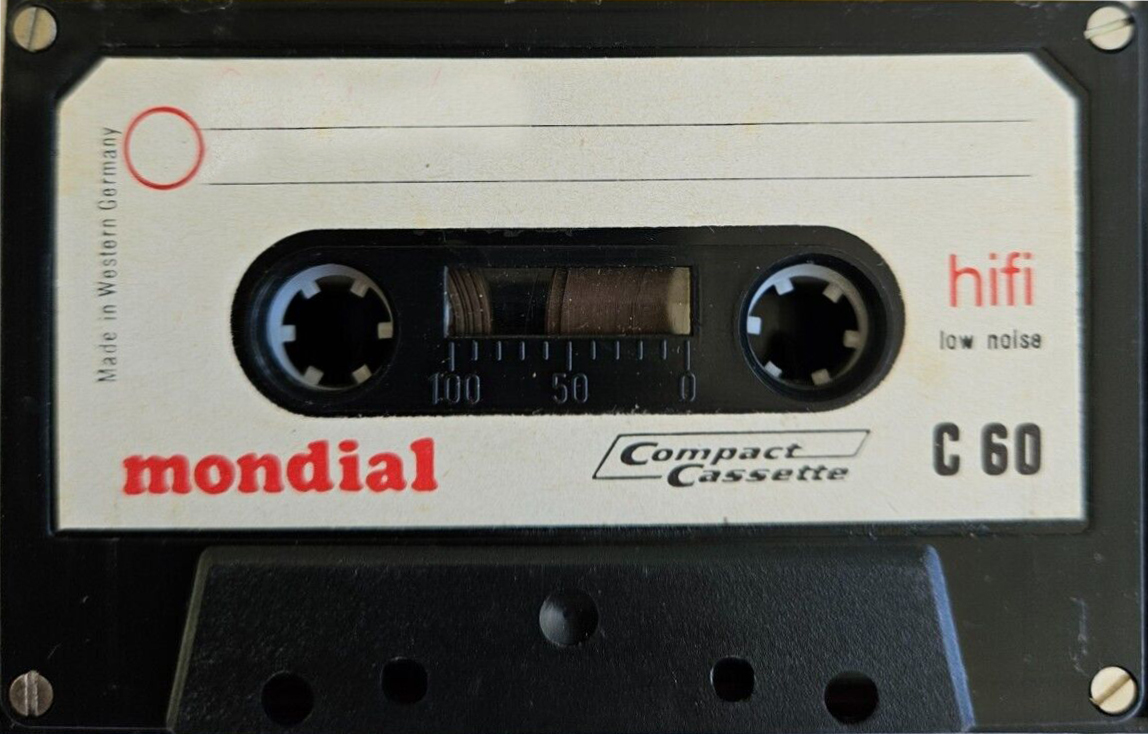 Made in Western Germany
hifi
low noise
100 50 0
mondial
Compact
Cassette
C 60